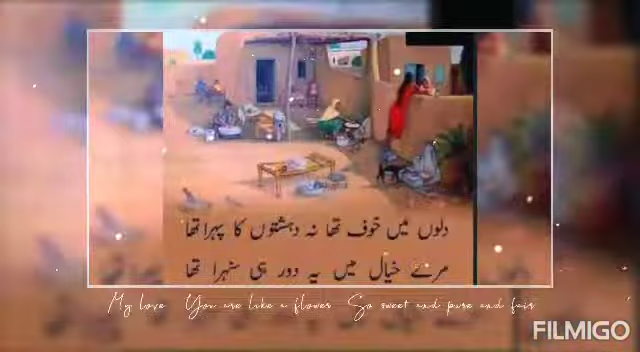 دلوں میں خوف تھا نہ دہشتوں کا پہرا تھا
مرے خیال میں یہ دور ہی سنہرا تھا
My love You are like a flower So sweet and pure and fair
FILMIGO